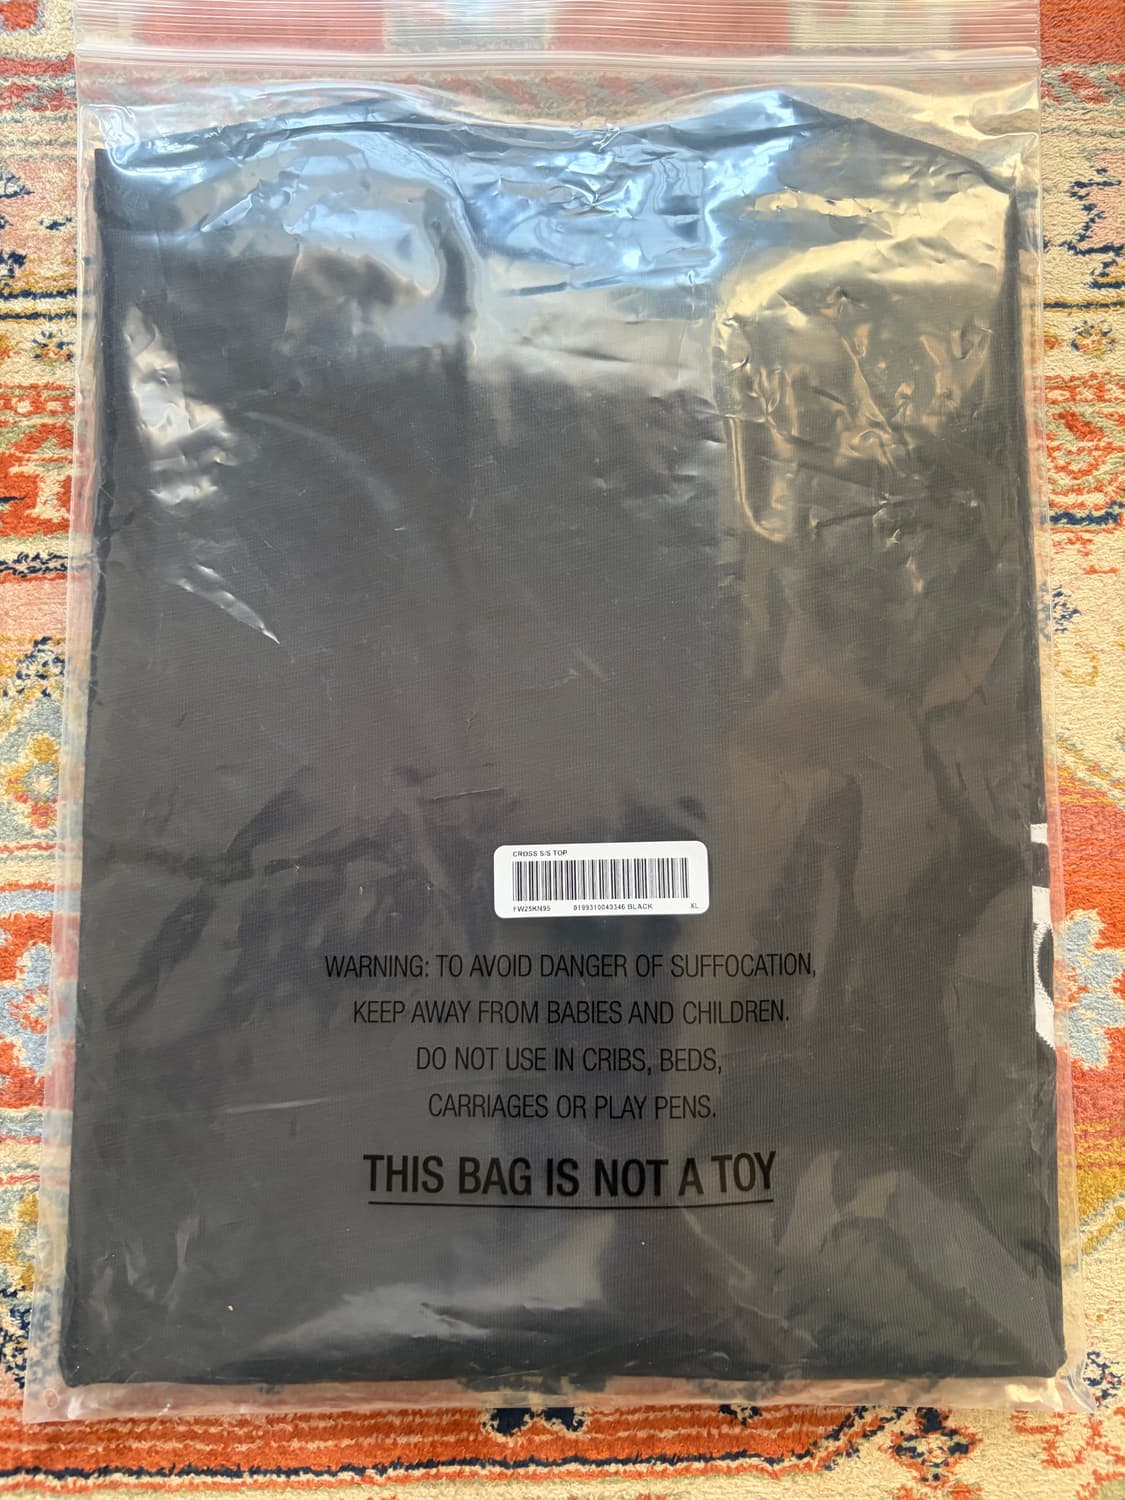 CROSS S/S TOP
FW25KN95 0199310043346 BLACK XL
WARNING: TO AVOID DANGER OF SUFFOCATION,
KEEP AWAY FROM BABIES AND CHILDREN.
DO NOT USE IN CRIBS, BEDS,
CARRIAGES OR PLAY PENS.
THIS BAG IS NOT A TOY